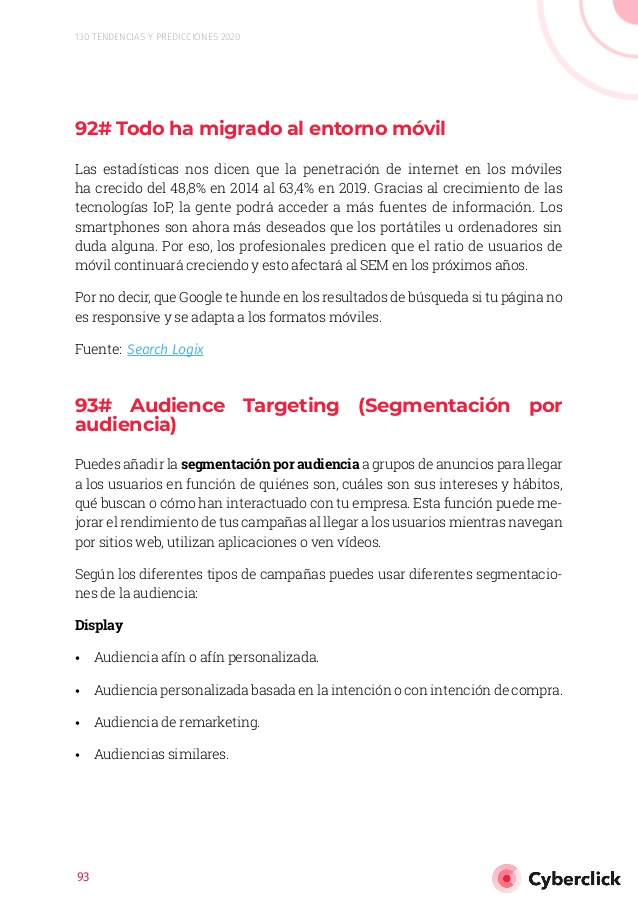 130 TENDENCIAS Y PREDICCIONES 2020
92# Todo ha migrado al entorno móvil
Las estadísticas nos dicen que la penetración de internet en los móviles
ha crecido del 48,8% en 2014 al 63,4% en 2019. Gracias al crecimiento de las
tecnologías IoP, la gente podrá acceder a más fuentes de información. Los
smartphones son ahora más deseados que los portátiles u ordenadores sin
duda alguna. Por eso, los profesionales predicen que el ratio de usuarios de
móvil continuará creciendo y esto afectará al SEM en los próximos años.
Por no decir, que Google te hunde en los resultados de búsqueda si tu página no
es responsive y se adapta a los formatos móviles.
Fuente: Search Logix
93# Audience Targeting (Segmentación por
audiencia)
Puedes añadir la segmentación por audiencia a grupos de anuncios para llegar
a los usuarios en función de quiénes son, cuáles son sus intereses y hábitos,
qué buscan o cómo han interactuado con tu empresa. Esta función puede me-
jorar el rendimiento de tus campañas al llegar a los usuarios mientras navegan
por sitios web, utilizan aplicaciones o ven vídeos.
Según los diferentes tipos de campañas puedes usar diferentes segmentacio-
nes de la audiencia:
Display
• Audiencia afín o afín personalizada.
• Audiencia personalizada basada en la intención o con intención de compra.
• Audiencia de remarketing.
• Audiencias similares.
93
Cyberclick